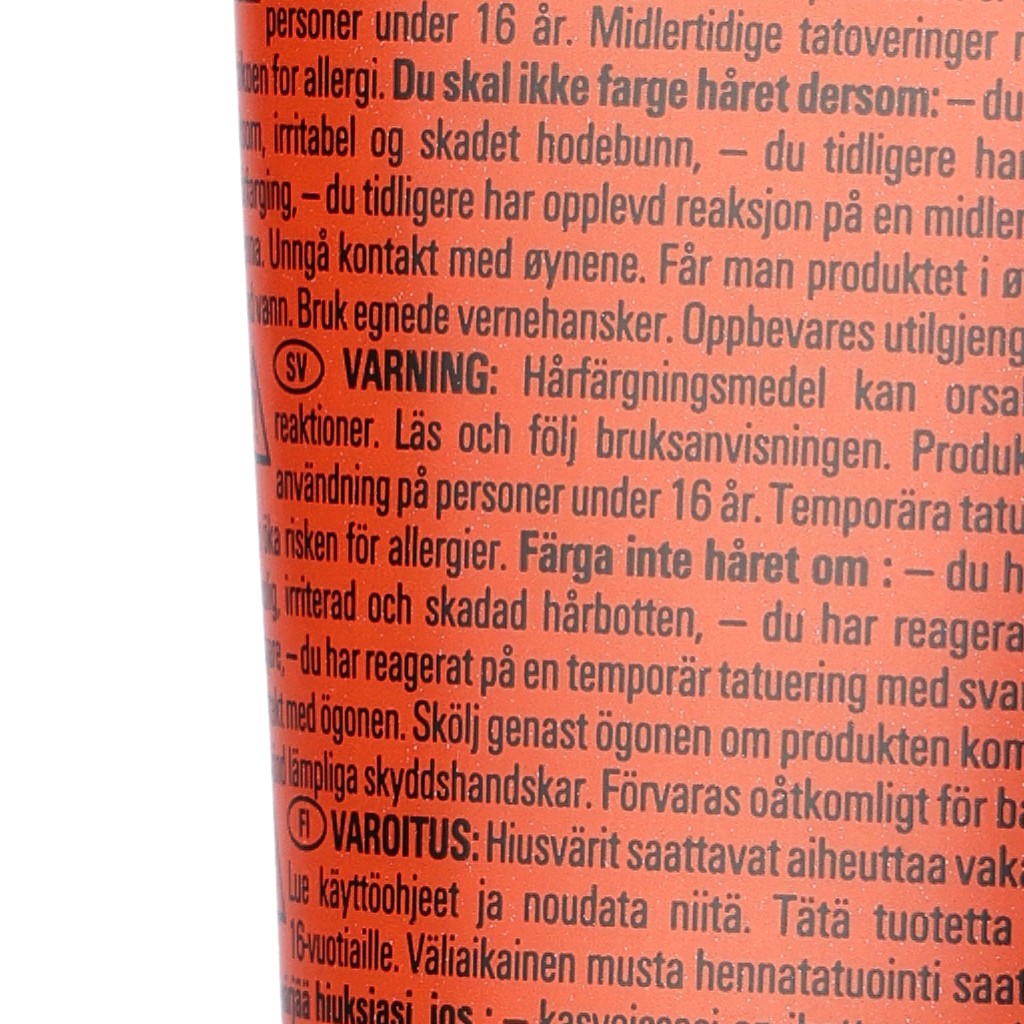 personer under 16 år. Midlertidige tatoveringer
for allergi. Du skal ikke farge håret dersom: – du
irritabel og skadet hodebunn, – du tidligere har
farging, – du tidligere har opplevd reaksjon på en midler
Unngå kontakt med øynene. Får man produktet i ø
vann. Bruk egnede vernehansker. Oppbevares utilgjeng
SV VARNING: Hårfärgningsmedel kan orsa
reaktioner. Läs och följ bruksanvisningen. Produk
användning på personer under 16 år. Temporära tatu
öka risken för allergier. Färga inte håret om : – du h
irriterad och skadad hårbotten, – du har reagera
– du har reagerat på en temporär tatuering med svar
med ögonen. Skölj genast ögonen om produkten kom
lämpliga skyddshandskar. Förvaras oåtkomligt för ba
FI VAROITUS: Hiusvärit saattavat aiheuttaa vaka
Lue käyttöohjeet ja noudata niitä. Tätä tuotetta
16-vuotiaille. Väliaikainen musta hennatatuointi saat
hiuksiasi, jos : – kasvoissasi